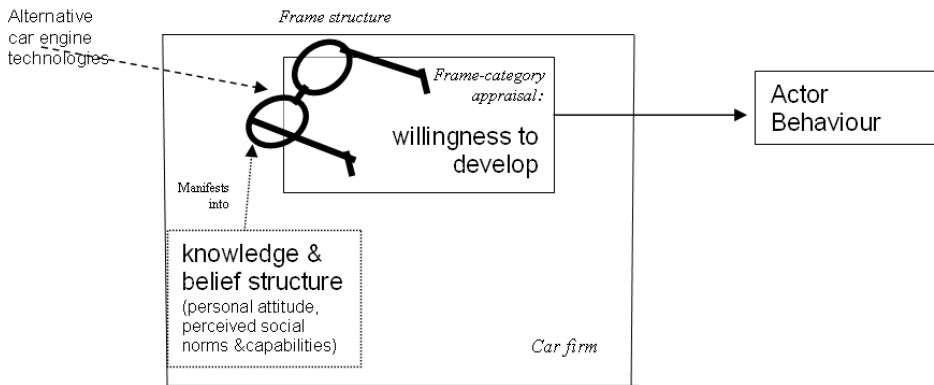 Alternative
car engine
technologies
Frame structure
Frame-category
appraisal:
willingness to
develop
Actor
Behaviour
Manifests
into
knowledge &
belief structure
(personal attitude,
perceived social
norms &capabilities)
Car firm